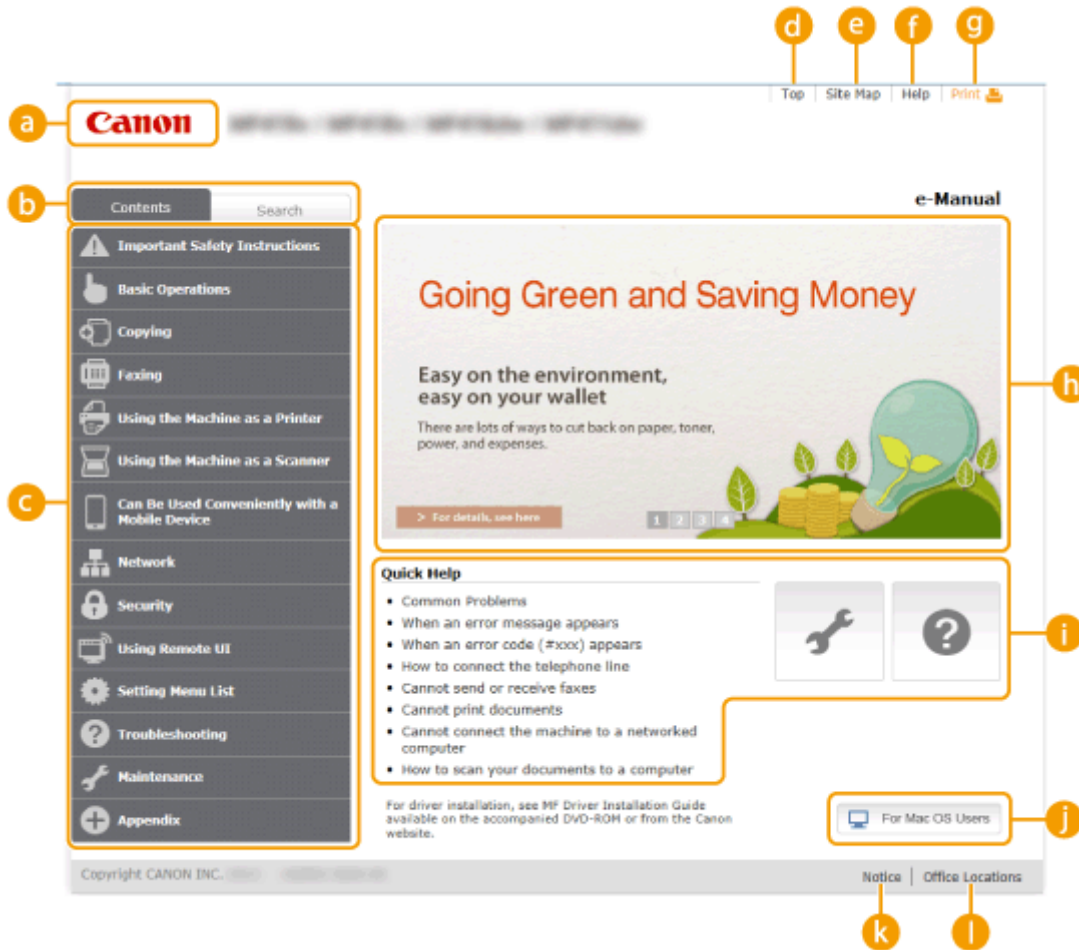 d e f g
Top Site Map Help Print
a Canon
b Contents Search
e-Manual
Important Safety Instructions
Basic Operations
Copying
Faxing
Using the Machine as a Printer
Using the Machine as a Scanner
c
Can Be Used Conveniently with a
Mobile Device
Network
Security
Using Remote UI
Setting Menu List
Troubleshooting
Maintenance
Appendix
Going Green and Saving Money
Easy on the environment,
easy on your wallet
h
There are lots of ways to cut back on paper, toner,
power, and expenses.
> For details, see here 1 2 3 4
Quick Help
• Common Problems
• When an error message appears
i
• When an error code (#xxx) appears
• How to connect the telephone line
• Cannot send or receive faxes
• Cannot print documents
• Cannot connect the machine to a networked
computer
• How to scan your documents to a computer
For driver installation, see MF Driver Installation Guide
available on the accompanied DVD-ROM or from the Canon
website.
For Mac OS Users j
Copyright CANON INC.
Notice Office Locations
k l